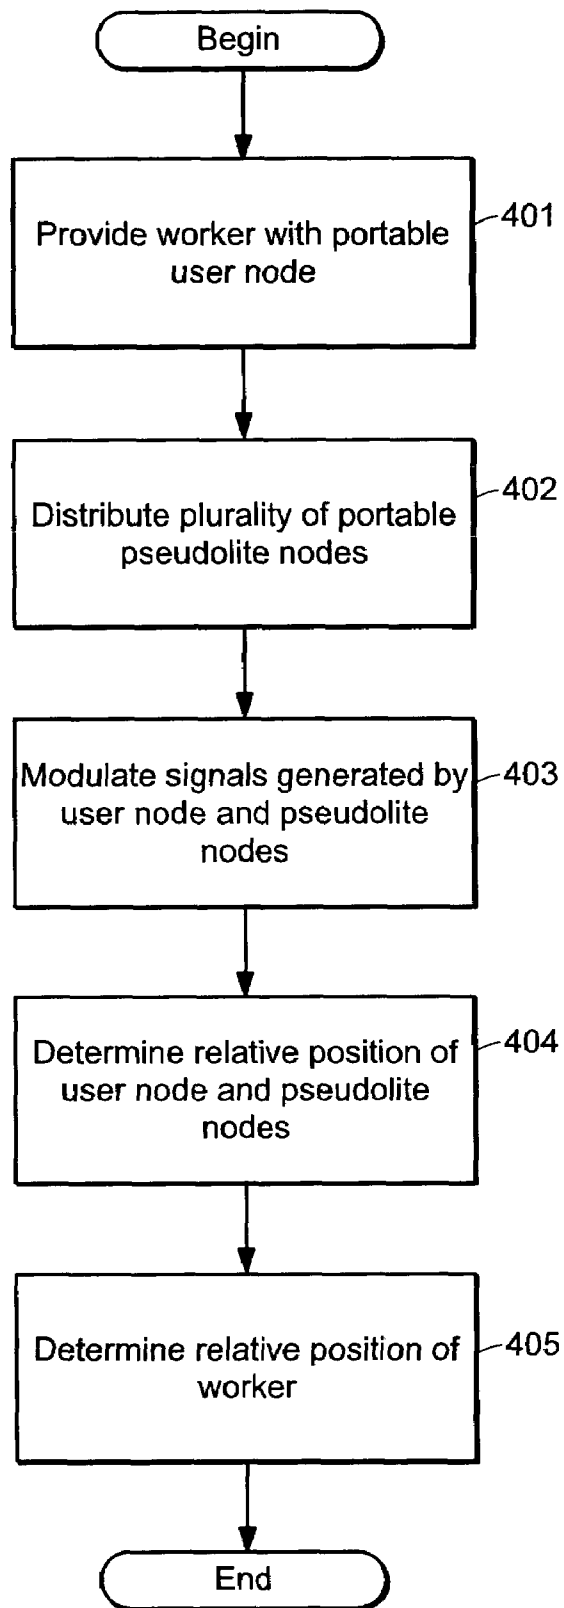 Begin
Provide worker with portable
user node
401
Distribute plurality of portable
pseudolite nodes
402
Modulate signals generated by
user node and pseudolite
nodes
403
Determine relative position of
user node and pseudolite
nodes
404
Determine relative position of
worker
405
End